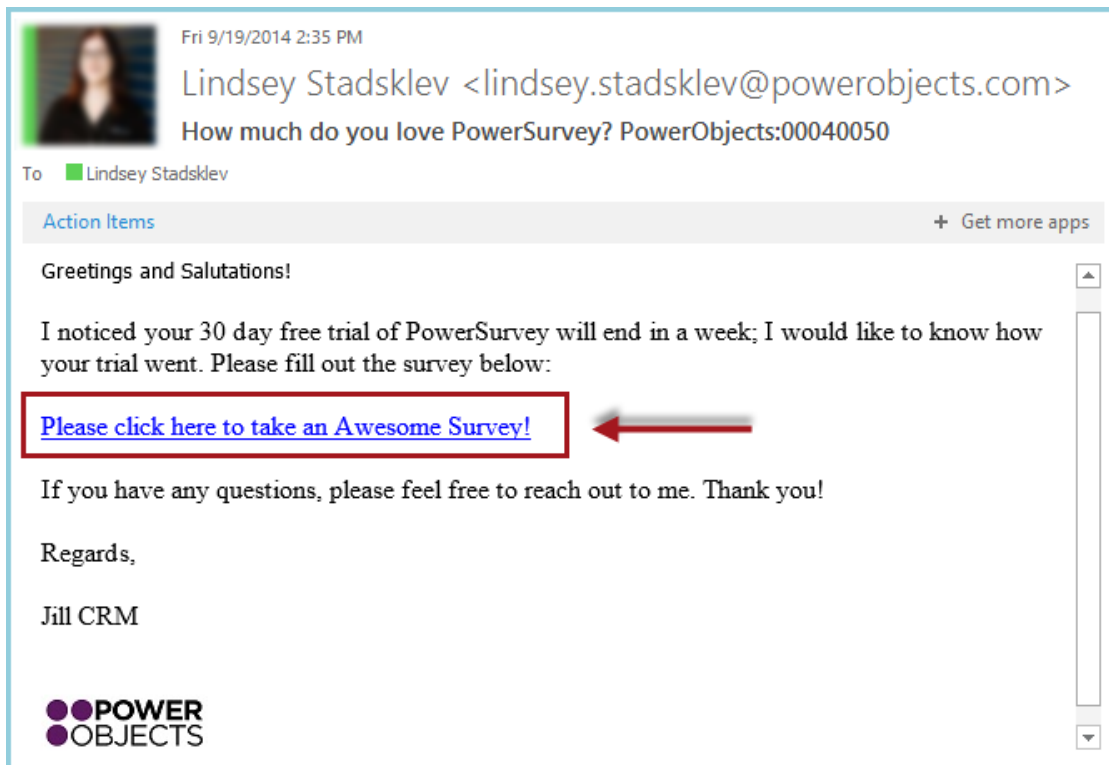 Fri 9/19/2014 2:35 PM
Lindsey Stadsklev <lindsey.stadsklev@powerobjects.com>
How much do you love PowerSurvey? PowerObjects:00040050
To Lindsey Stadsklev
Action Items + Get more apps
Greetings and Salutations!
I noticed your 30 day free trial of PowerSurvey will end in a week; I would like to know how
your trial went. Please fill out the survey below:
Please click here to take an Awesome Survey!
If you have any questions, please feel free to reach out to me. Thank you!
Regards,
Jill CRM
POWER
OBJECTS